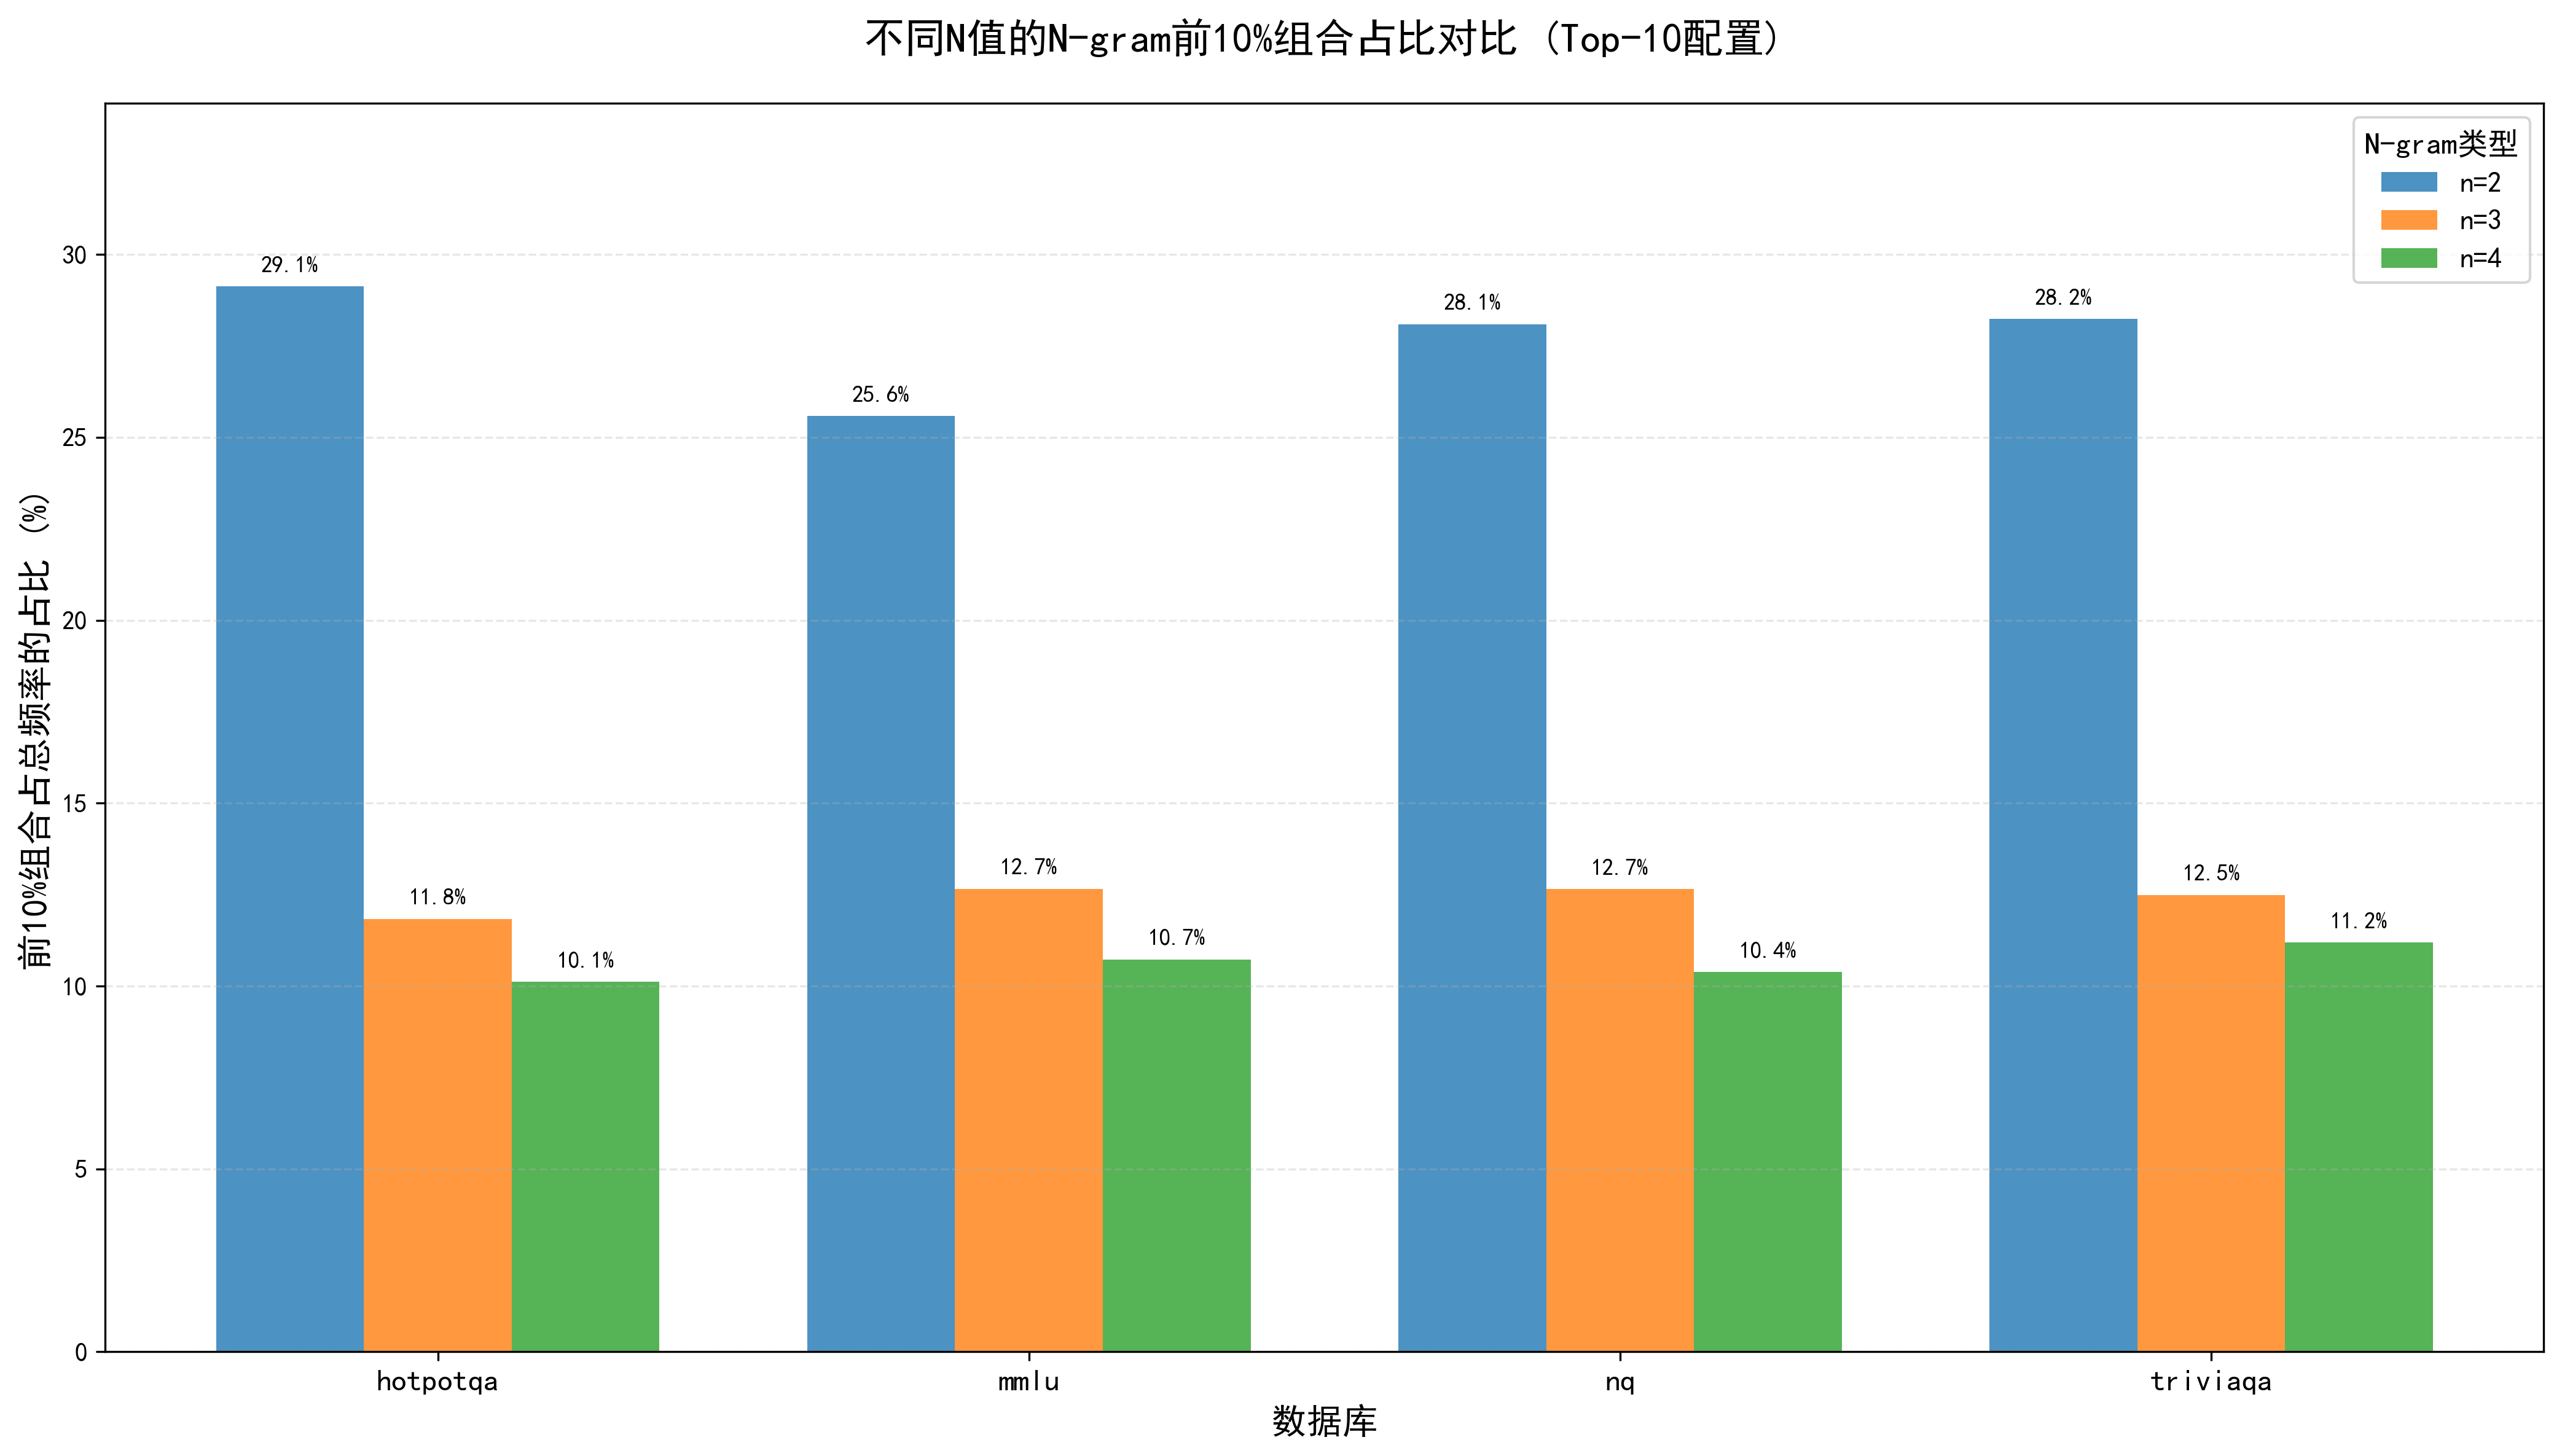 不同N值的N-gram前10%组合占比对比 (Top-10配置)
N-gram类型
n=2
n=3
n=4
前10%组合占总频率的占比 (%)
30
25
20
15
10
5
0
29.1%
11.8%
10.1%
25.6%
12.7%
10.7%
28.1%
12.7%
10.4%
28.2%
12.5%
11.2%
hotpotqa
mmlu
nq
triviaqa
数据库